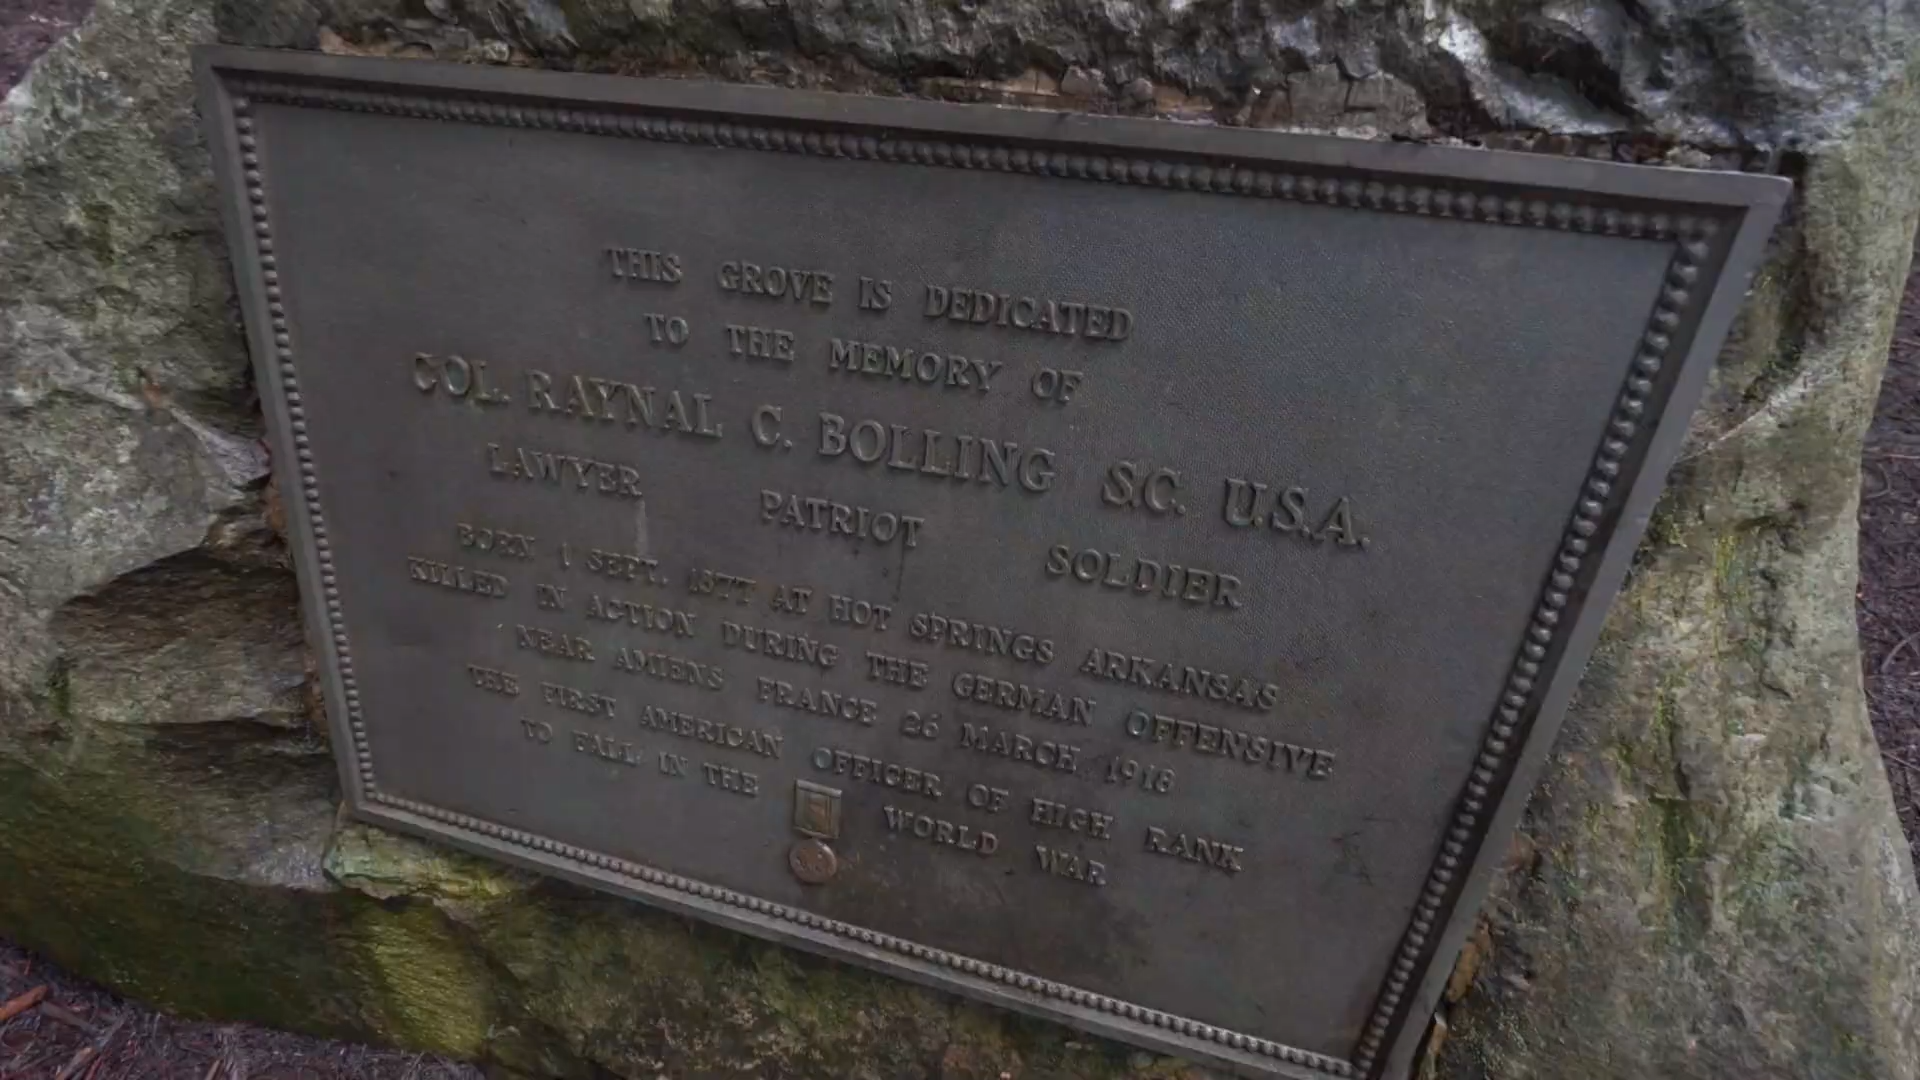 THIS GROVE IS DEDICATED
TO THE MEMORY OF
COL. RAYNAL C. BOLLING S.C. U.S.A.
LAWYER PATRIOT SOLDIER
BORN 1 SEPT. 1877 AT HOT SPRINGS ARKANSAS
KILLED IN ACTION DURING THE GERMAN OFFENSIVE
NEAR AMIENS FRANCE 26 MARCH 1918
THE FIRST AMERICAN OFFICER OF HIGH RANK
TO FALL IN THE WORLD WAR